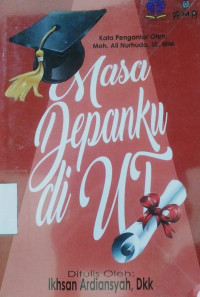 Kata Pengantar Oleh:
Moh. Ali Nurhuda, SE, MM
Masa
Depanku
di UT
Ditulis Oleh:
Ikhsan Ardiansyah, Dkk